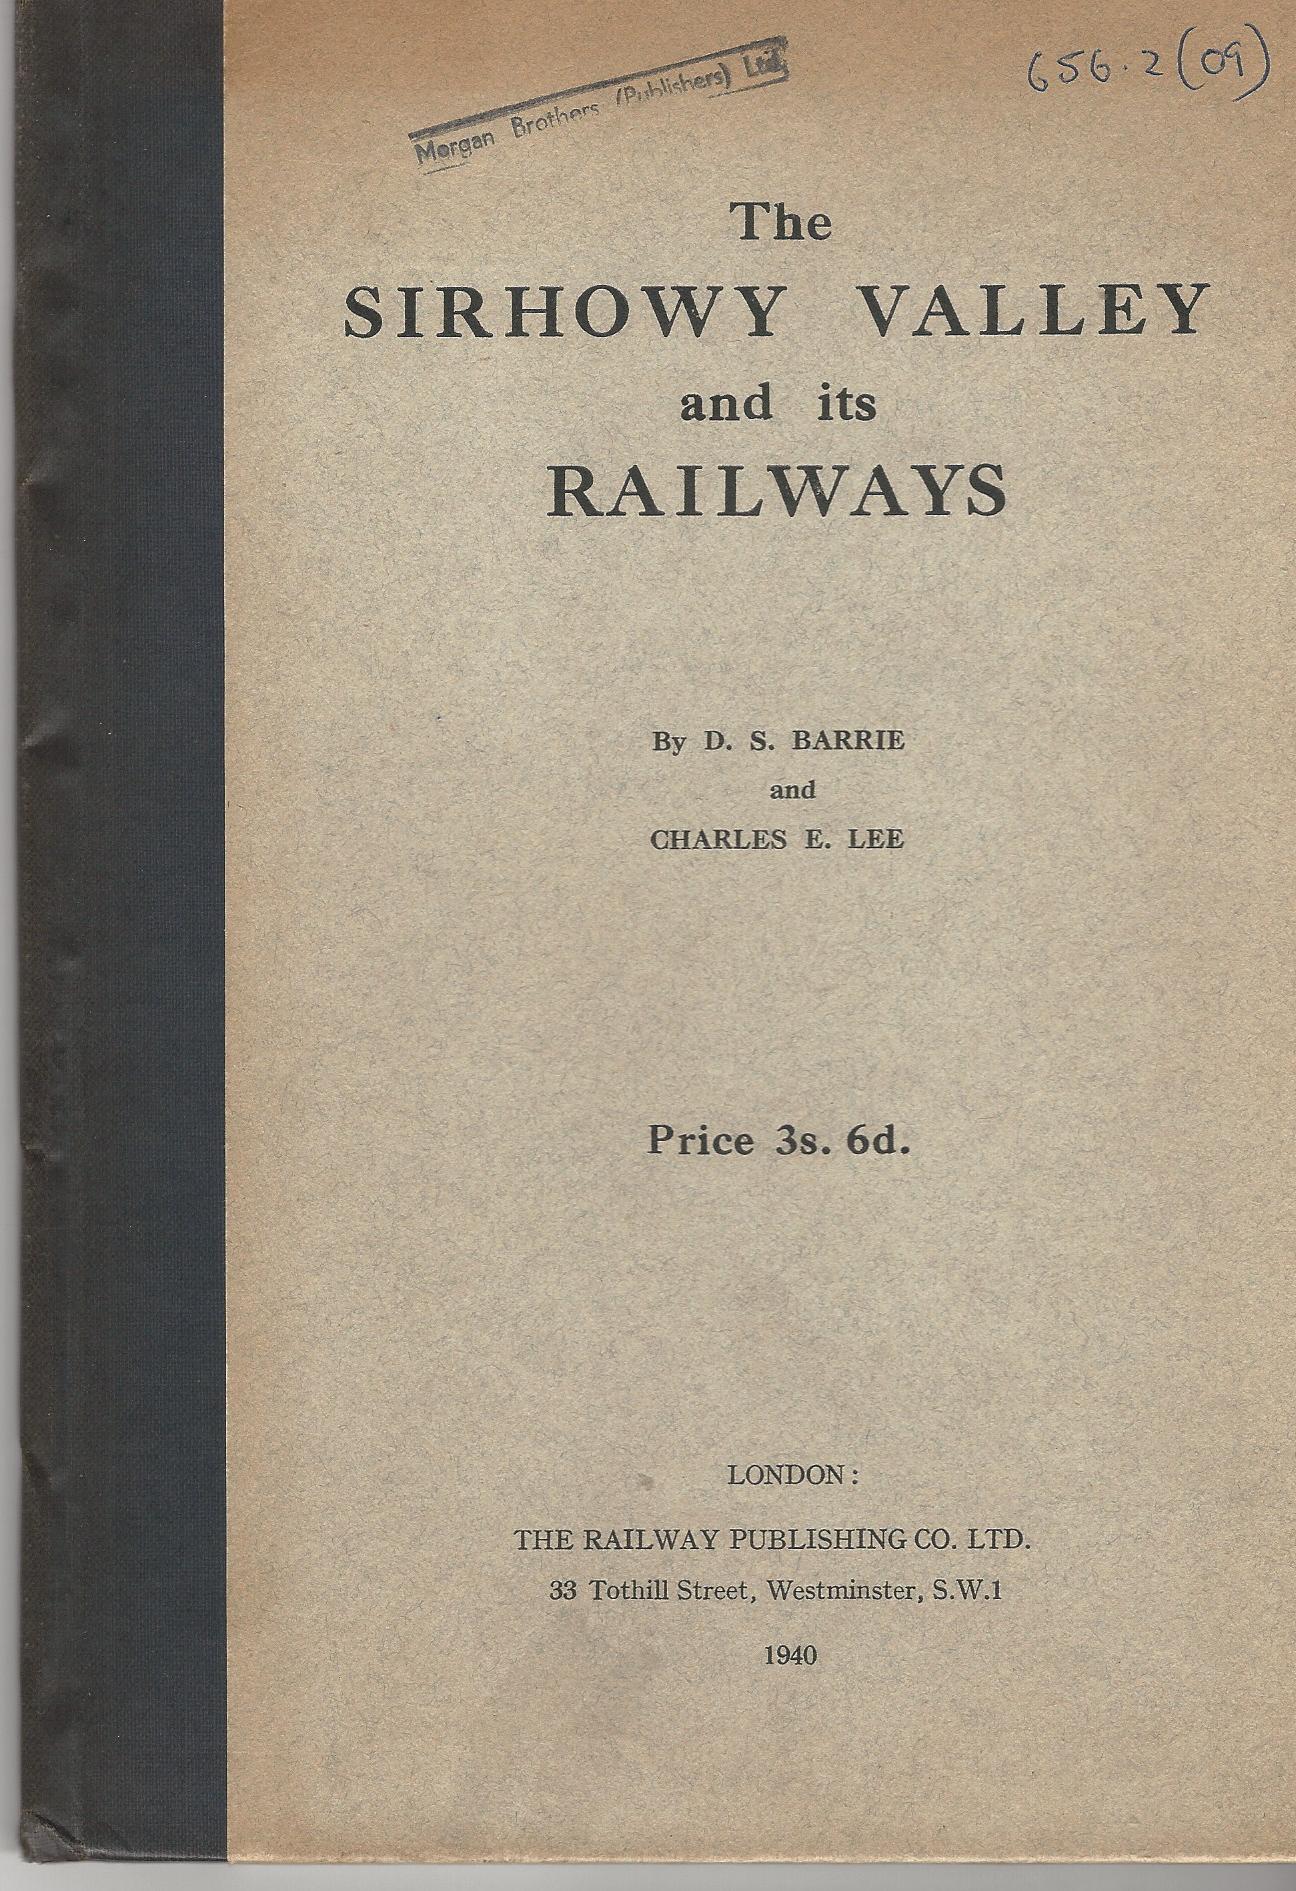 Morgan Brothers (Publishers) Ltd.
656.2(09)
The
SIRHOWY VALLEY
and its
RAILWAYS
By D. S. BARRIE
and
CHARLES E. LEE
Price 3s. 6d.
LONDON:
THE RAILWAY PUBLISHING CO. LTD.
33 Tothill Street, Westminster, S.W.1
1940